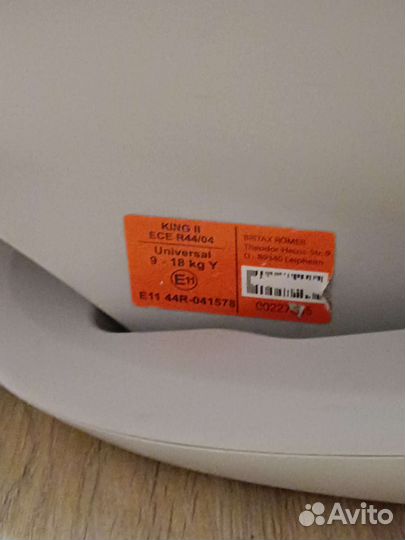 KING II
ECE R44/04
Universal
9 - 18 kg Y
E11
E11 44R-041578
BRITAX RÖMER
Theodor-Heuss-Str. 9
D - 89340 Leipheim
Avito